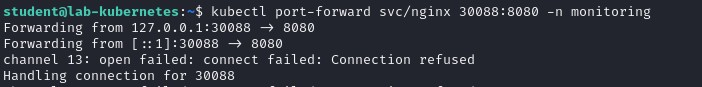 student@lab-kubernetes:~$ kubectl port-forward svc/nginx 30088:8080 -n monitoring
Forwarding from 127.0.0.1:30088 → 8080
Forwarding from [::1]:30088 → 8080
channel 13: open failed: connect failed: Connection refused
Handling connection for 30088